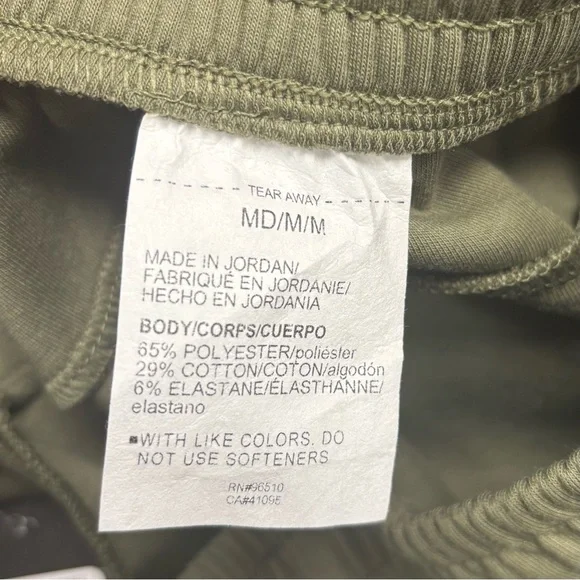 TEAR AWAY
MD/M/M
MADE IN JORDAN/
FABRIQUÉ EN JORDANIE/
HECHO EN JORDANIA
BODY/CORPS/CUERPO
65% POLYESTER/poliéster
29% COTTON/COTON/algodón
6% ELASTANE/ÉLASTHANNE/
elastano
▪WITH LIKE COLORS. DO
NOT USE SOFTENERS
RN#96510
CA#41095